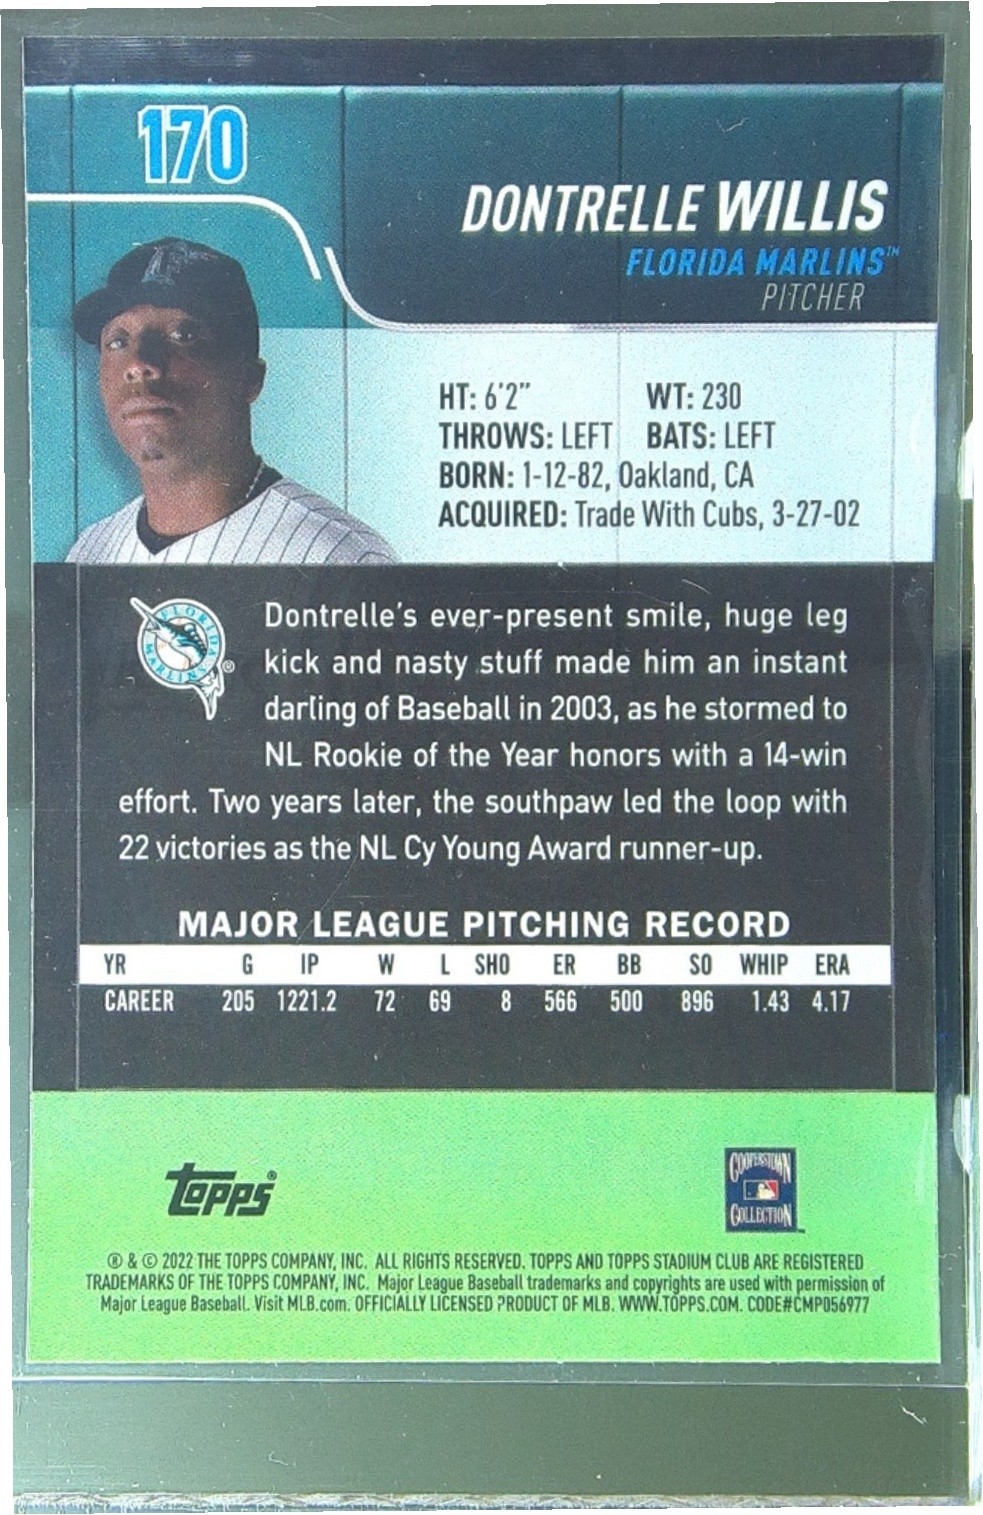 170
DONTRELLE WILLIS
FLORIDA MARLINS™
PITCHER
F
HT: 6'2" WT: 230
THROWS: LEFT BATS: LEFT
BORN: 1-12-82, Oakland, CA
ACQUIRED: Trade With Cubs, 3-27-02
FLORIDA
MARLINS
®
Dontrelle's ever-present smile, huge leg
kick and nasty stuff made him an instant
darling of Baseball in 2003, as he stormed to
NL Rookie of the Year honors with a 14-win
effort. Two years later, the southpaw led the loop with
22 victories as the NL Cy Young Award runner-up.
MAJOR LEAGUE PITCHING RECORD
YR G IP W L SHO ER BB SO WHIP ERA
CAREER 205 1221.2 72 69 8 566 500 896 1.43 4.17
topps®
COOPERSTOWN
COLLECTION
® & © 2022 THE TOPPS COMPANY, INC. ALL RIGHTS RESERVED. TOPPS AND TOPPS STADIUM CLUB ARE REGISTERED
TRADEMARKS OF THE TOPPS COMPANY, INC. Major League Baseball trademarks and copyrights are used with permission of
Major League Baseball. Visit MLB.com. OFFICIALLY LICENSED PRODUCT OF MLB. WWW.TOPPS.COM. CODE#CMP056977